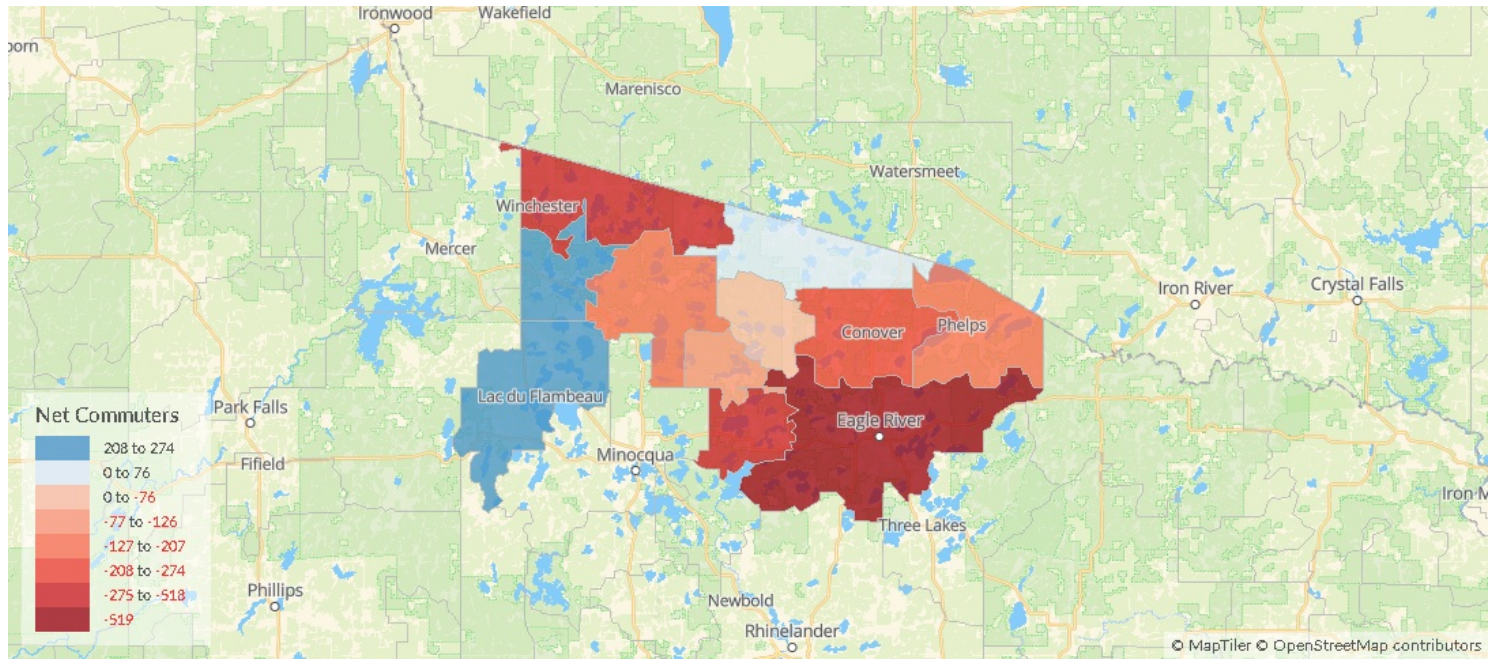 Ironwood
Wakefield
Marenisco
Watersmeet
Winchester
Mercer
Iron River
Crystal Falls
Conover
Phelps
Lac du Flambeau
Park Falls
Eagle River
Minocqua
Fifield
Three Lakes
Phillips
Newbold
Rhinelander
Net Commuters
208 to 274
0 to 76
0 to -76
-77 to -126
-127 to -207
-208 to -274
-275 to -518
-519
© MapTiler © OpenStreetMap contributors